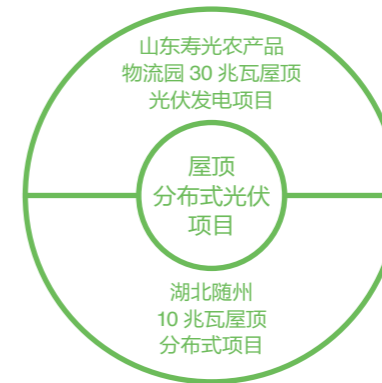 山东寿光农产品
物流园 30 兆瓦屋顶
光伏发电项目
屋顶
分布式光伏
项目
湖北随州
10 兆瓦屋顶
分布式项目